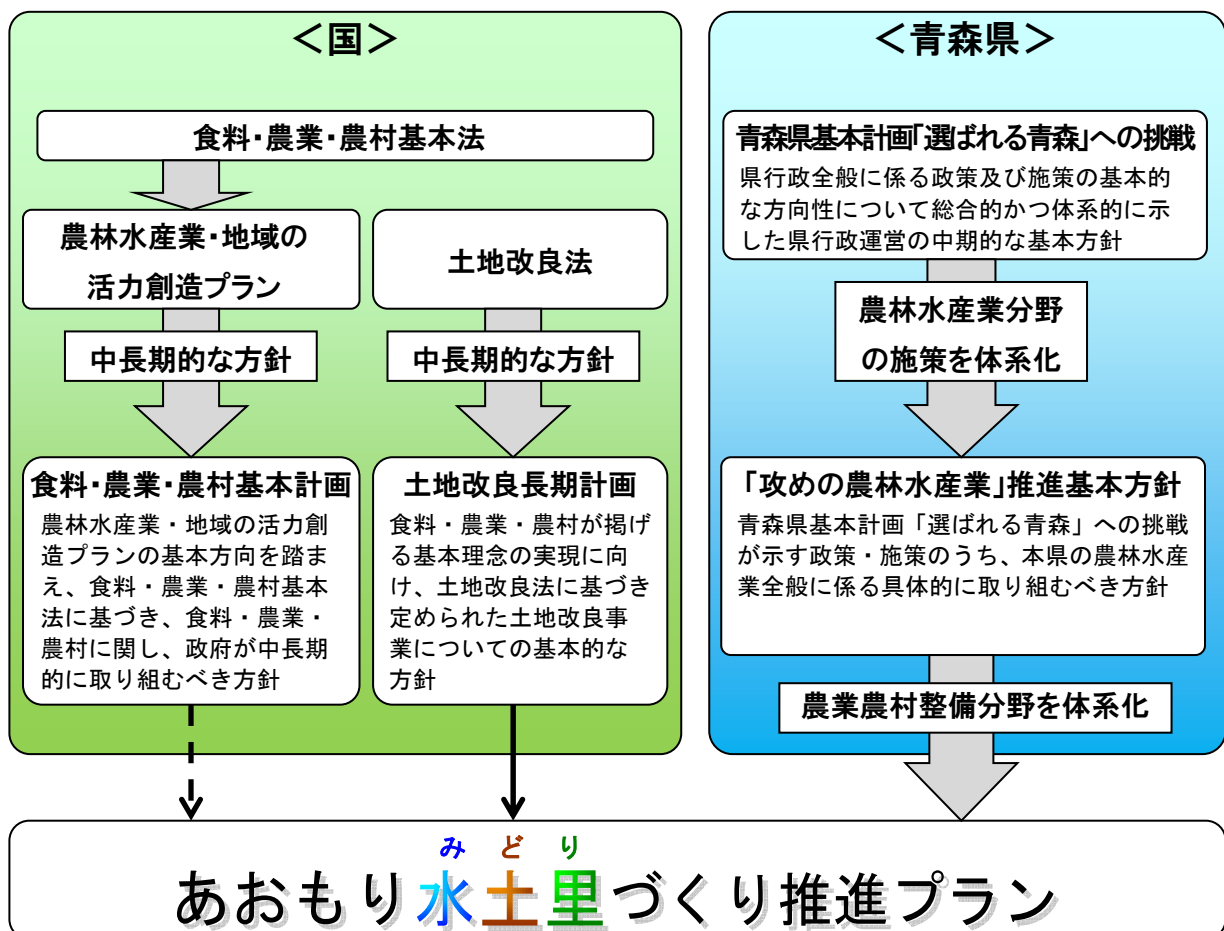 ＜国＞
食料・農業・農村基本法
農林水産業・地域の
活力創造プラン
土地改良法
中長期的な方針
中長期的な方針
食料・農業・農村基本計画
農林水産業・地域の活力創
造プランの基本方向を踏ま
え、食料・農業・農村基本
法に基づき、食料・農業・
農村に関し、政府が中長期
的に取り組むべき方針
土地改良長期計画
食料・農業・農村が掲げ
る基本理念の実現に向
け、土地改良法に基づき
定められた土地改良事
業についての基本的な
方針
＜青森県＞
青森県基本計画「選ばれる青森」への挑戦
県行政全般に係る政策及び施策の基本的
な方向性について総合的かつ体系的に示
した県行政運営の中期的な基本方針
農林水産業分野
の施策を体系化
「攻めの農林水産業」推進基本方針
青森県基本計画「選ばれる青森」への挑戦
が示す政策・施策のうち、本県の農林水産
業全般に係る具体的に取り組むべき方針
農業農村整備分野を体系化
みどり
あおもり水土里づくり推進プラン